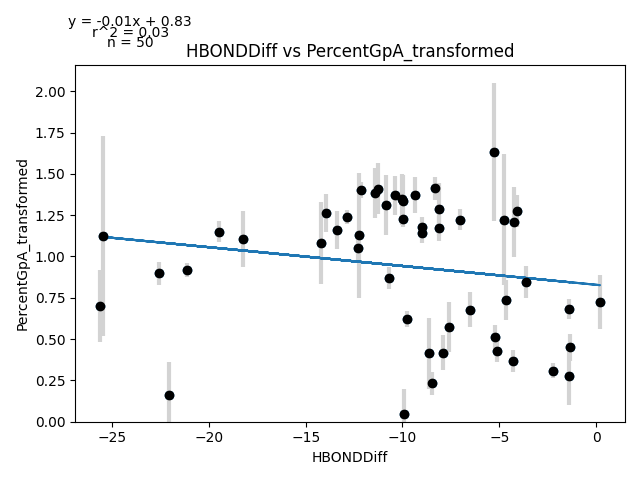 y = -0.01x + 0.83
r^2 = 0.03
n = 50
HBONDDiff vs PercentGpA_transformed
PercentGpA_transformed
2.00
1.75
1.50
1.25
1.00
0.75
0.50
0.25
0.00
−25
−20
−15
−10
−5
0
HBONDDiff